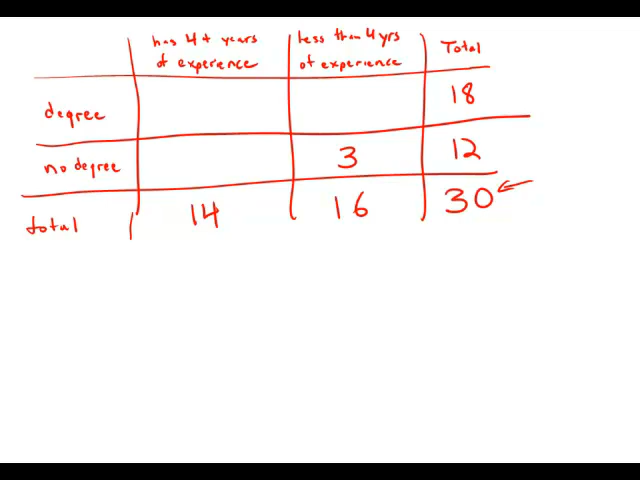 has 4+ years of experience less than 4 yrs of experience Total
degree 18
no degree 3 12
total 14 16 30